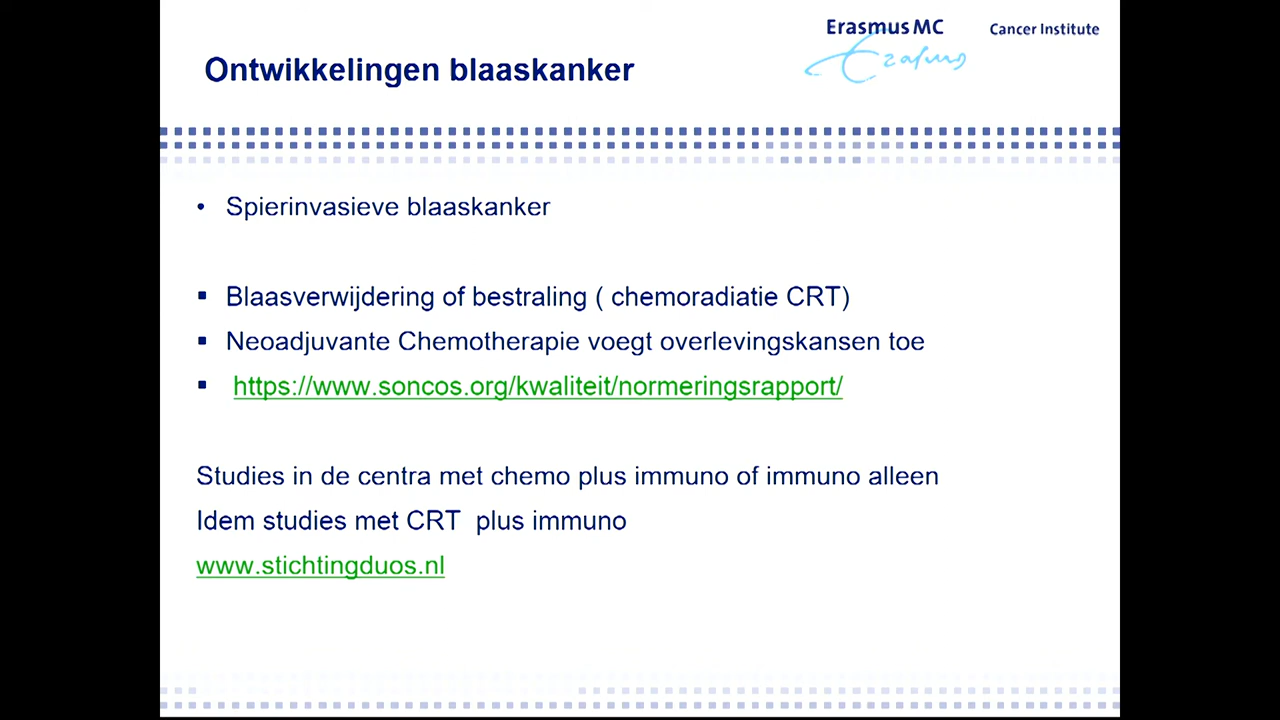 Erasmus MC Cancer Institute
Erasmus
Ontwikkelingen blaaskanker
• Spierinvasieve blaaskanker
▪ Blaasverwijdering of bestraling ( chemoradiatie CRT)
▪ Neoadjuvante Chemotherapie voegt overlevingskansen toe
▪ https://www.soncos.org/kwaliteit/normeringsrapport/
Studies in de centra met chemo plus immuno of immuno alleen
Idem studies met CRT  plus immuno
www.stichtingduos.nl